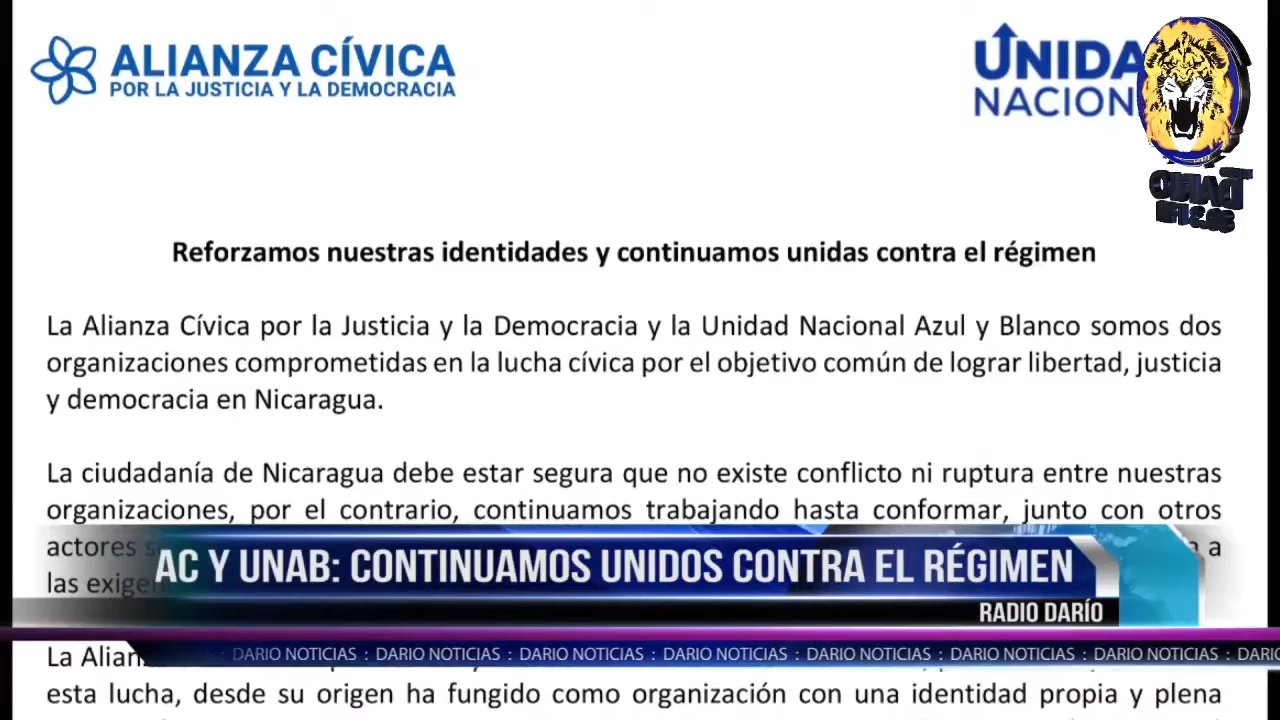 ALIANZA CÍVICA
POR LA JUSTICIA Y LA DEMOCRACIA
UNIDA
NACION
DARIO
Reforzamos nuestras identidades y continuamos unidas contra el régimen
La Alianza Cívica por la Justicia y la Democracia y la Unidad Nacional Azul y Blanco somos dos
organizaciones comprometidas en la lucha cívica por el objetivo común de lograr libertad, justicia
y democracia en Nicaragua.
La ciudadanía de Nicaragua debe estar segura que no existe conflicto ni ruptura entre nuestras
organizaciones, por el contrario, continuamos trabajando hasta conformar, junto con otros
actores
a
las
AC Y UNAB: CONTINUAMOS UNIDOS CONTRA EL RÉGIMEN
RADIO DARÍO
DARIO NOTICIAS : DARIO NOTICIAS : DARIO NOTICIAS : DARIO NOTICIAS : DARIO NOTICIAS : DARIO NOTICIAS : DARIO NOTICIAS : DARIO
La
esta lucha, desde su origen ha fungido como organización con una identidad propia y plena